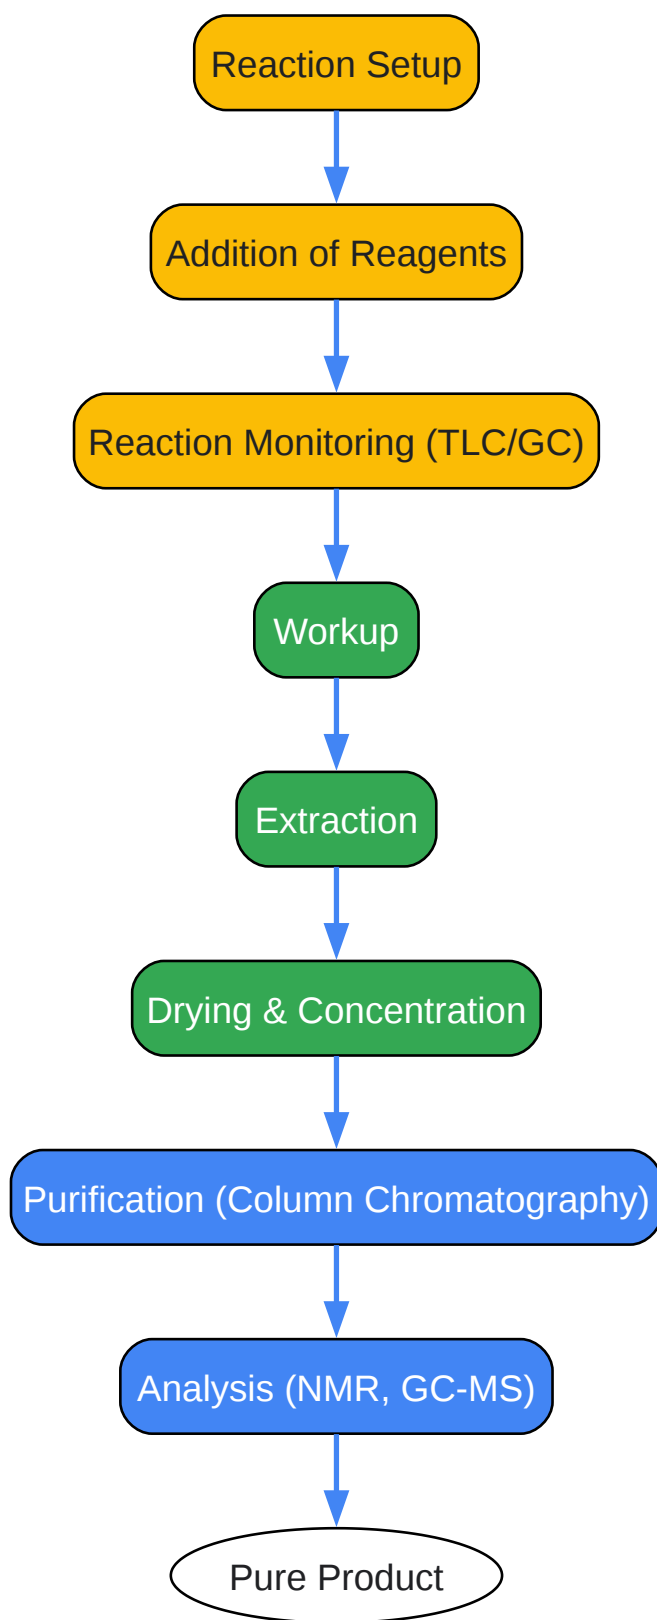 Reaction Setup
Addition of Reagents
Reaction Monitoring (TLC/GC)
Workup
Extraction
Drying & Concentration
Purification (Column Chromatography)
Analysis (NMR, GC-MS)
Pure Product